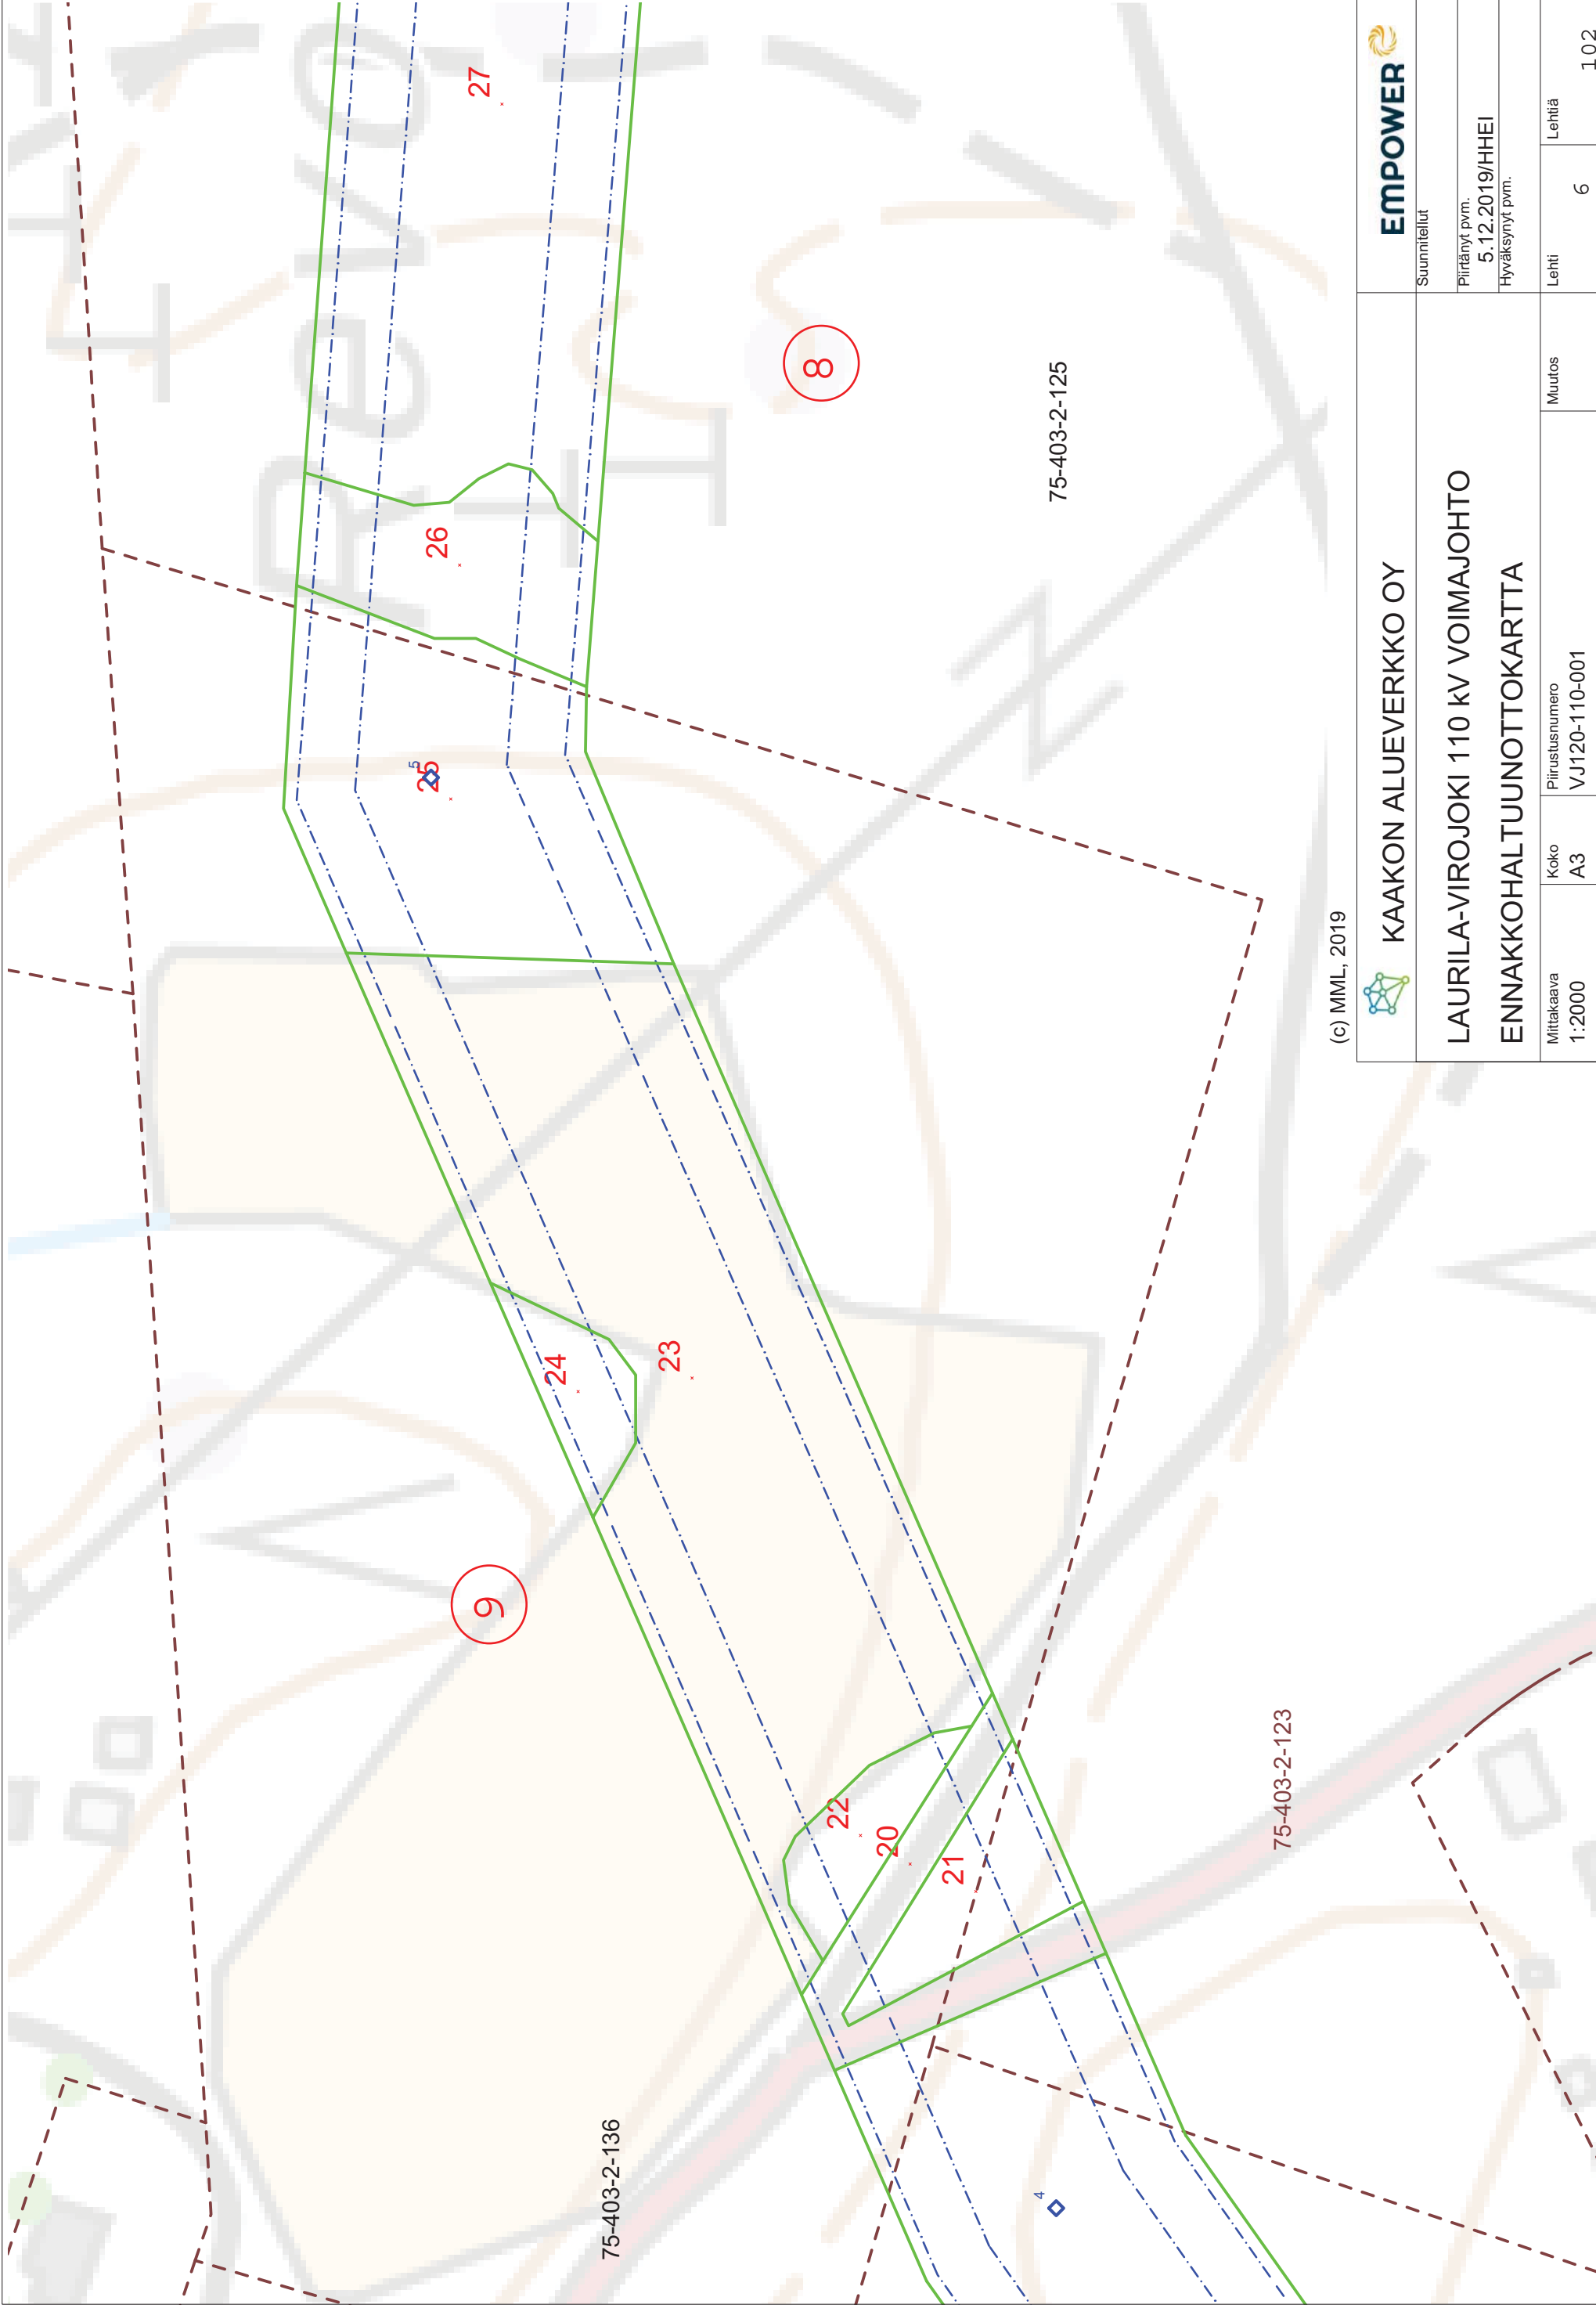 Revo
27
26
5
25
8
75-403-2-125
24
23
9
22
20
21
75-403-2-136
75-403-2-123
4
(c) MML, 2019
KAAKON ALUEVERKKO OY
EMPOWER
LAURILA-VIROJOKI 110 kV VOIMAJOHTO
ENNAKKOHALTUUNOTTOKARTTA
Suunnitellut
Piirtänyt pvm.
5.12.2019/HHEI
Hyväksynyt pvm.
Mittakaava
1:2000
Koko
A3
Piirustusnumero
VJ120-110-001
Muutos
Lehti
6
Lehtiä
102